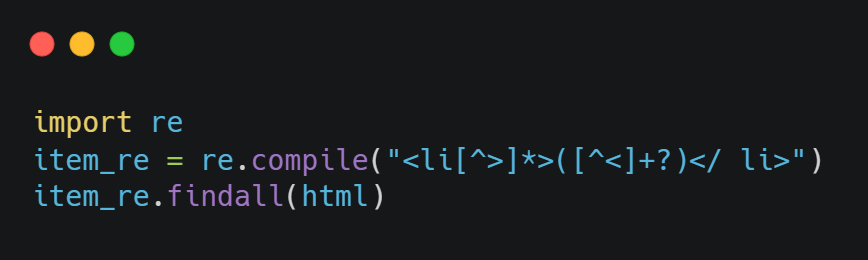 import re
item_re = re.compile("<li[^>]*>([^<]+?)</ li>")
item_re.findall(html)